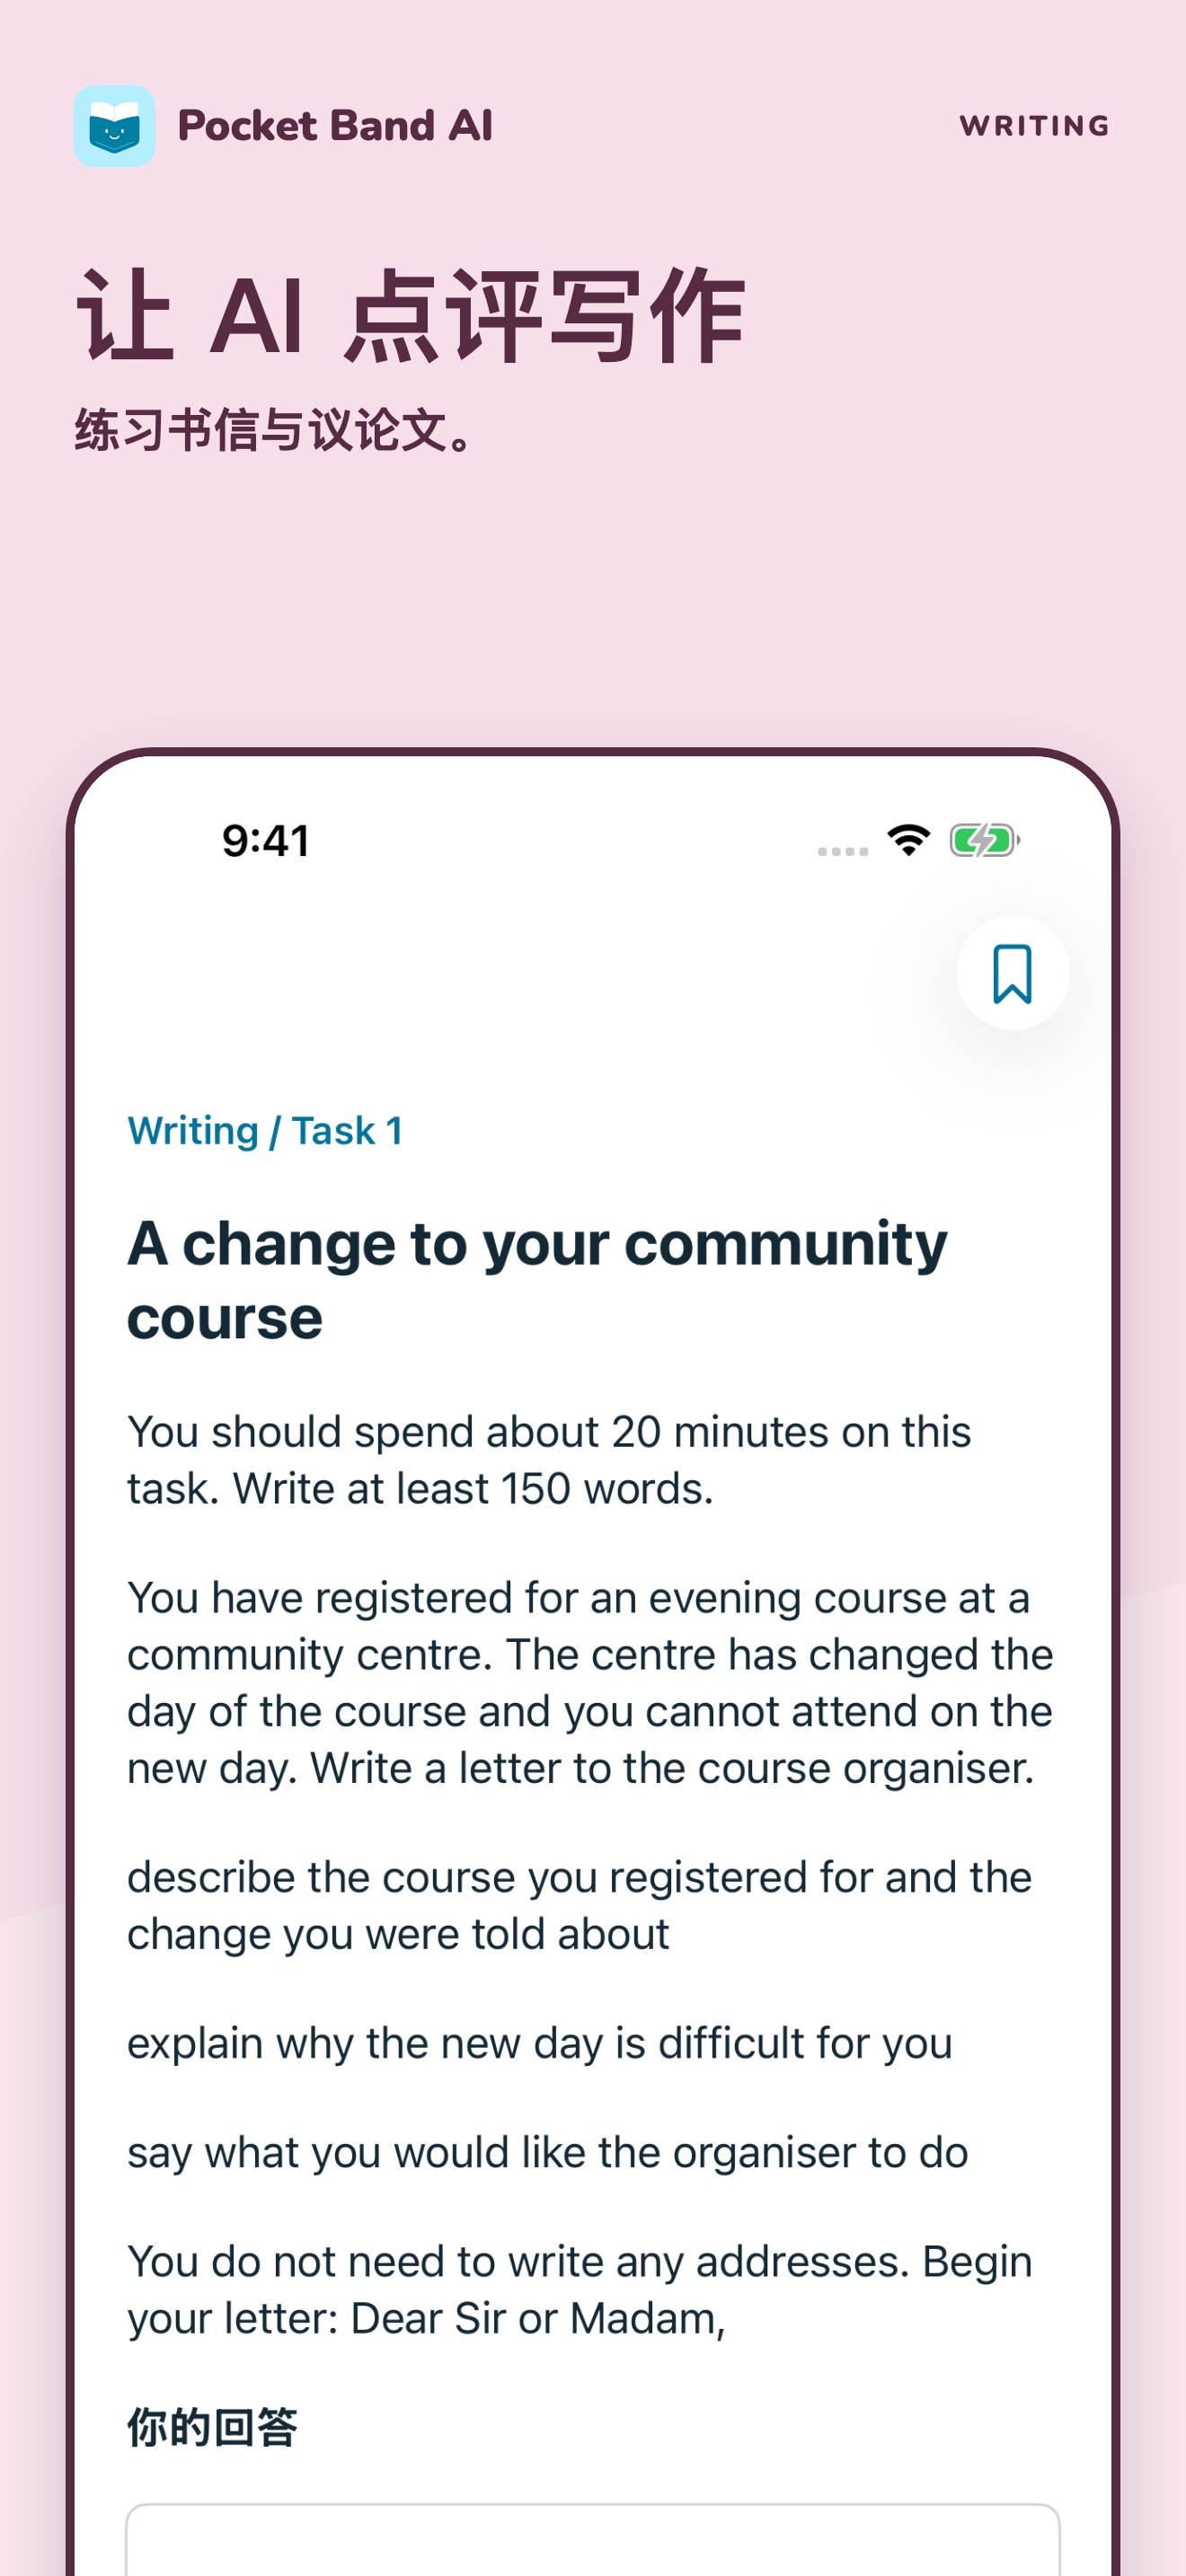 Pocket Band AI
WRITING
让 AI 点评写作
练习书信与议论文。
9:41
Writing / Task 1
A change to your community
course
You should spend about 20 minutes on this
task. Write at least 150 words.
You have registered for an evening course at a
community centre. The centre has changed the
day of the course and you cannot attend on the
new day. Write a letter to the course organiser.
describe the course you registered for and the
change you were told about
explain why the new day is difficult for you
say what you would like the organiser to do
You do not need to write any addresses. Begin
your letter: Dear Sir or Madam,
你的回答